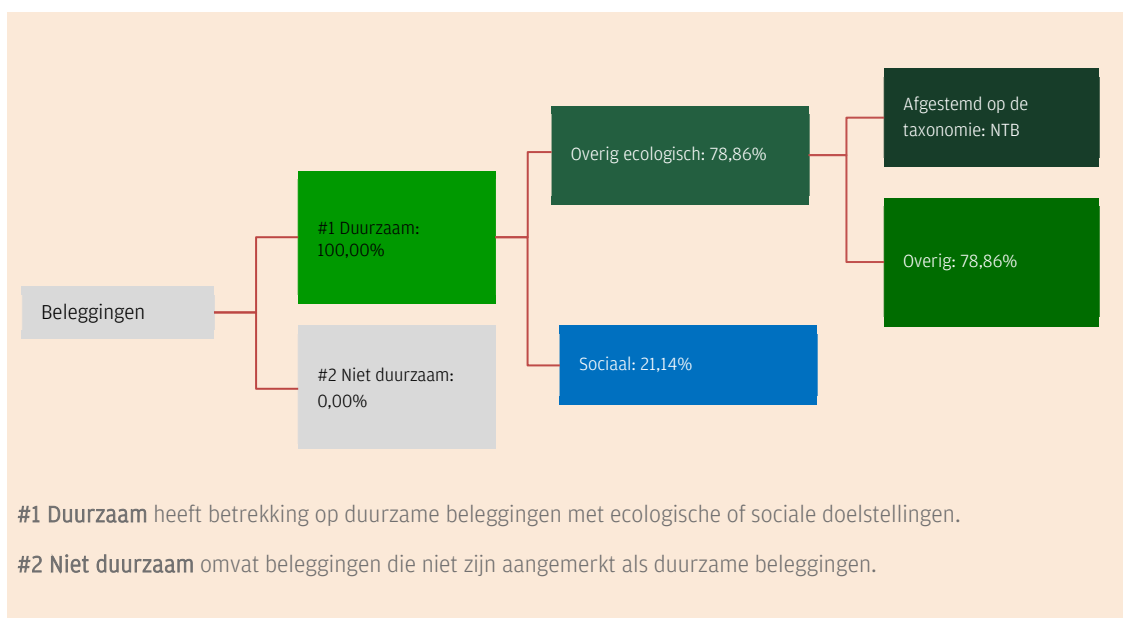 Beleggingen
#1 Duurzaam:
100,00%
#2 Niet duurzaam:
0,00%
Overig ecologisch: 78,86%
Sociaal: 21,14%
Afgestemd op de
taxonomie: NTB
Overig: 78,86%
#1 Duurzaam heeft betrekking op duurzame beleggingen met ecologische of sociale doelstellingen.
#2 Niet duurzaam omvat beleggingen die niet zijn aangemerkt als duurzame beleggingen.